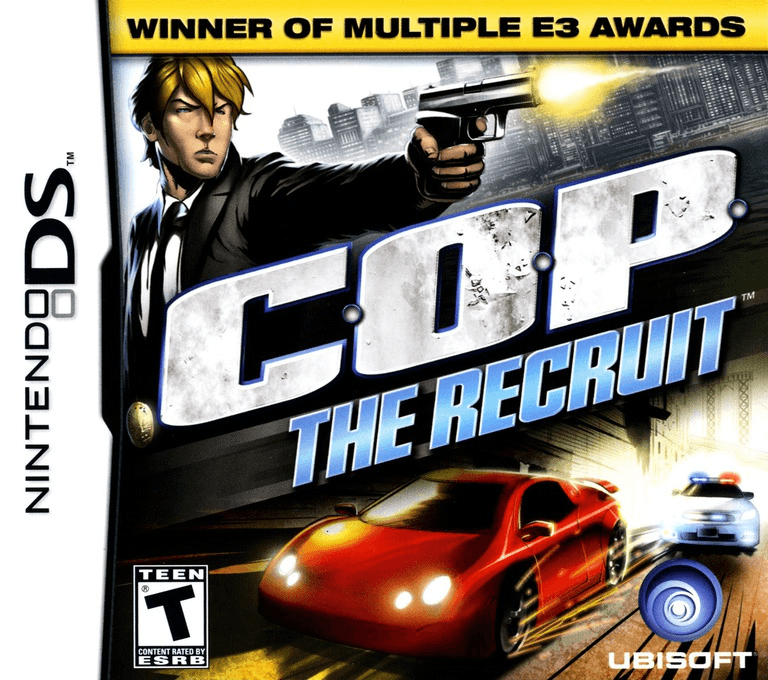 WINNER OF MULTIPLE E3 AWARDS
NINTENDO DS™
C.O.P.
THE RECRUIT™
TEEN
T
®
CONTENT RATED BY
ESRB
UBISOFT